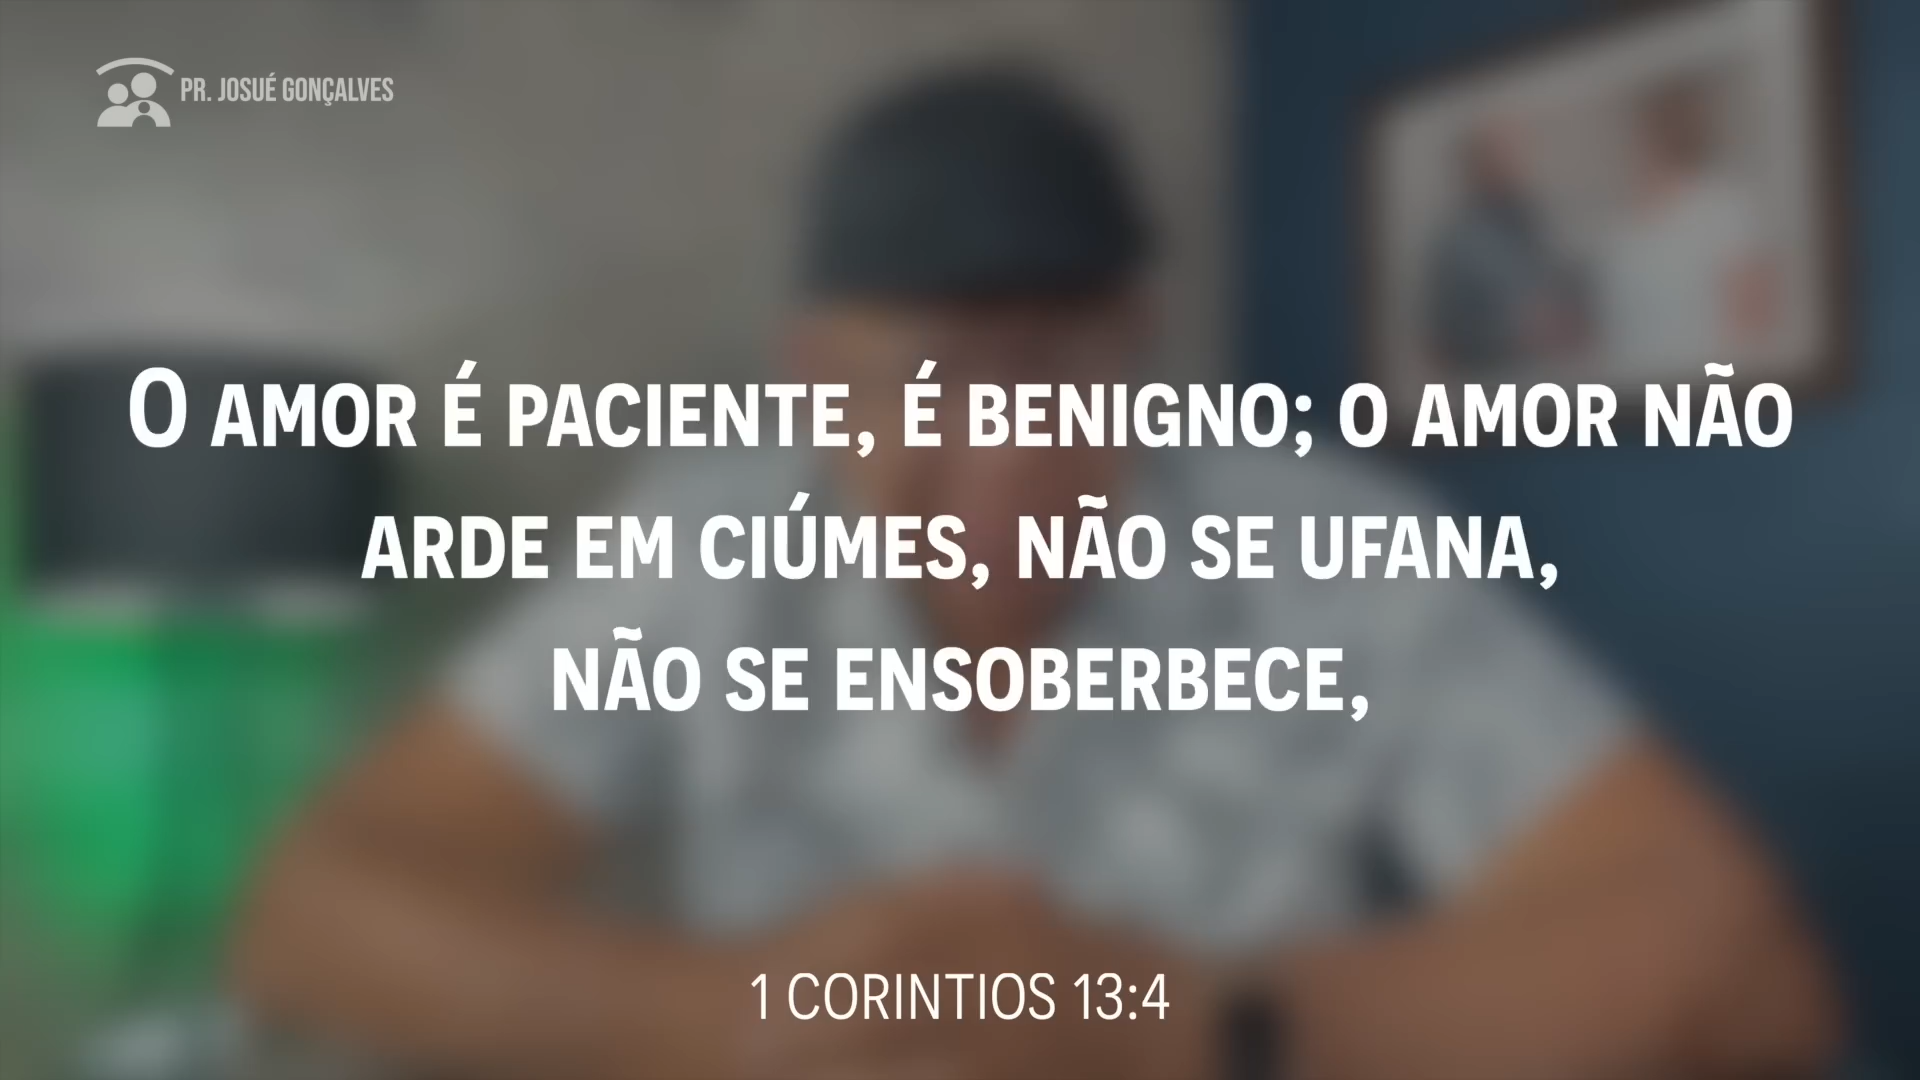 PR. JOSUÉ GONÇALVES
O AMOR É PACIENTE, É BENIGNO; O AMOR NÃO
ARDE EM CIÚMES, NÃO SE UFANA,
NÃO SE ENSOBERBECE,
1 CORINTIOS 13:4